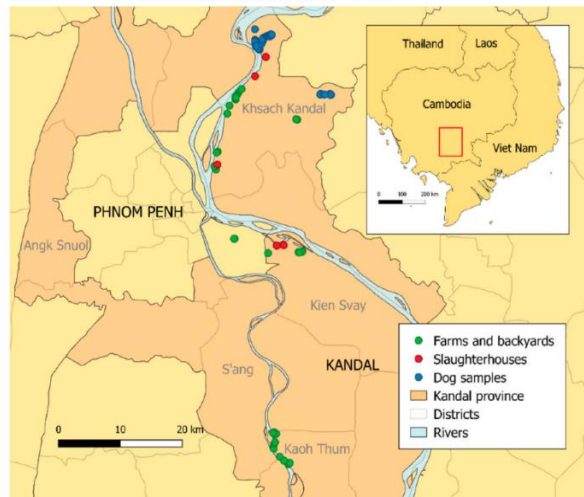 Thailand
Laos
Cambodia
Viet Nam
0 100 200 km
Khsach Kandal
PHNOM PENH
Angk Snuol
Kien Svay
S'ang
KANDAL
Kaoh Thum
Farms and backyards
Slaughterhouses
Dog samples
Kandal province
Districts
Rivers
0 10 20 km